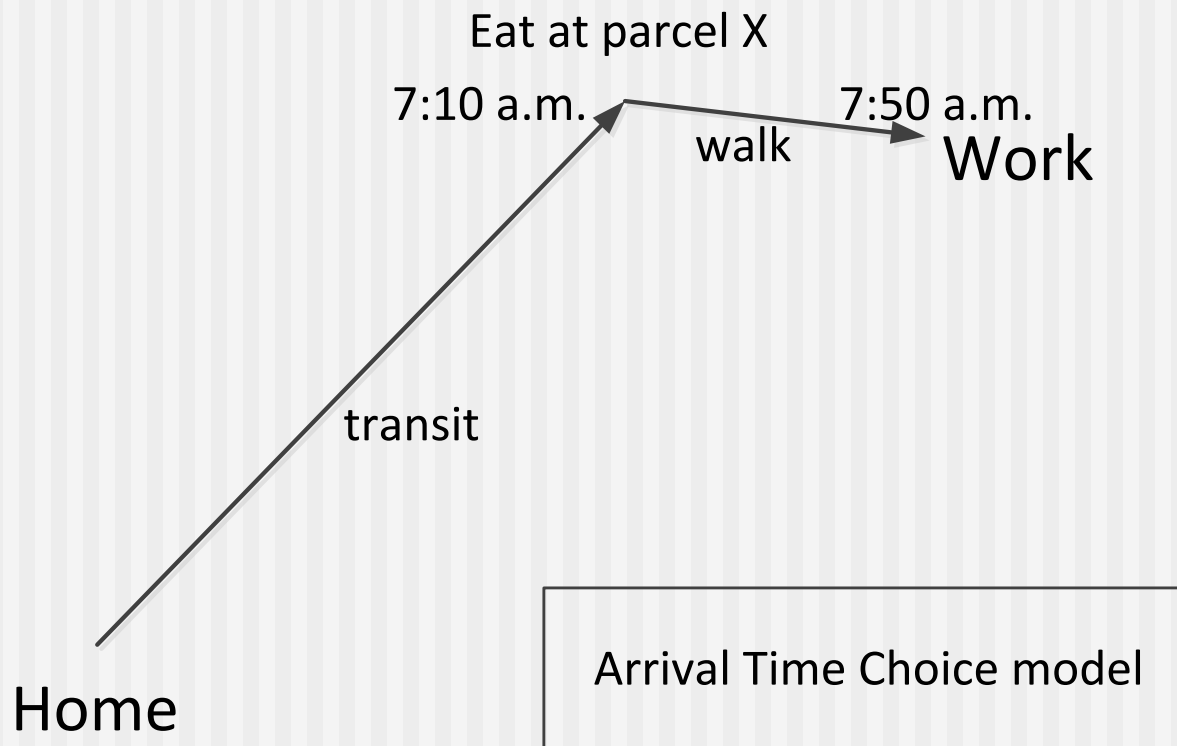 Eat at parcel X
7:10 a.m.
7:50 a.m.
walk
Work
transit
Arrival Time Choice model
Home